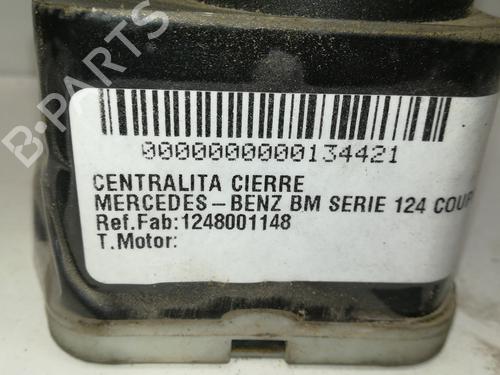 B-PARTS
0000000000134421
CENTRALITA CIERRE
MERCEDES-BENZ BM SERIE 124 COUP
Ref.Fab:1248001148
T.Motor: